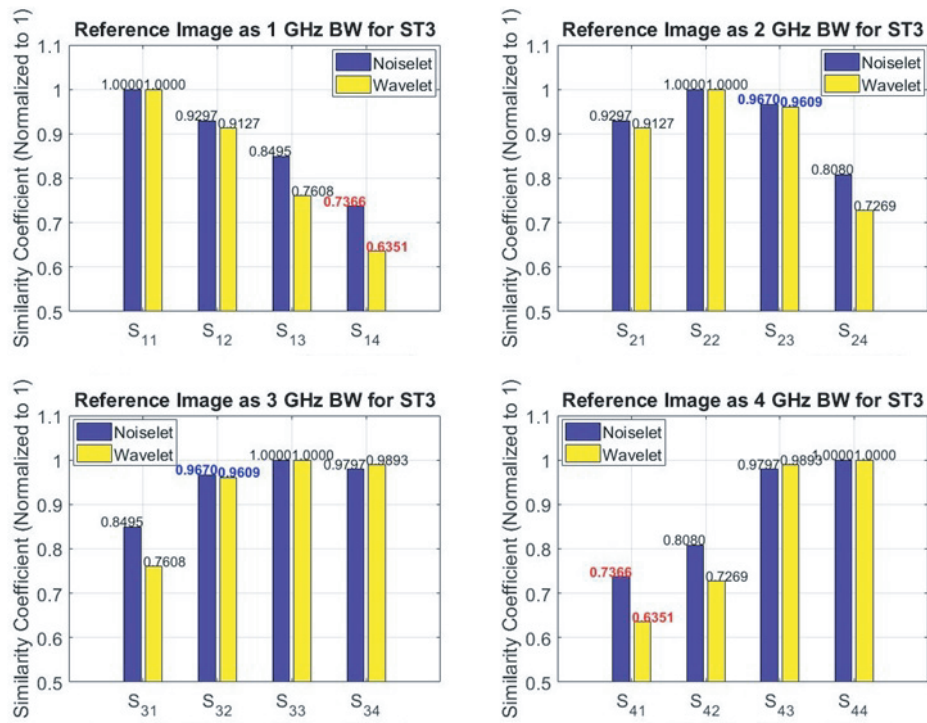 Reference Image as 1 GHz BW for ST3
Similarity Coefficient (Normalized to 1)
1.1
1
0.9
0.8
0.7
0.6
0.5
Noiselet
Wavelet
1.0000 1.0000
0.9297 0.9127
0.8495 0.7608
0.7366 0.6351
S11 S12 S13 S14
Reference Image as 2 GHz BW for ST3
Similarity Coefficient (Normalized to 1)
1.1
1
0.9
0.8
0.7
0.6
0.5
Noiselet
Wavelet
0.9297 0.9127
1.0000 1.0000
0.9670 0.9609
0.8080 0.7269
S21 S22 S23 S24
Reference Image as 3 GHz BW for ST3
Similarity Coefficient (Normalized to 1)
1.1
1
0.9
0.8
0.7
0.6
0.5
Noiselet
Wavelet
0.8495 0.7608
0.9670 0.9609
1.0000 1.0000
0.9797 0.9893
S31 S32 S33 S34
Reference Image as 4 GHz BW for ST3
Similarity Coefficient (Normalized to 1)
1.1
1
0.9
0.8
0.7
0.6
0.5
Noiselet
Wavelet
0.7366 0.6351
0.8080 0.7269
0.9797 0.9893
1.0000 1.0000
S41 S42 S43 S44